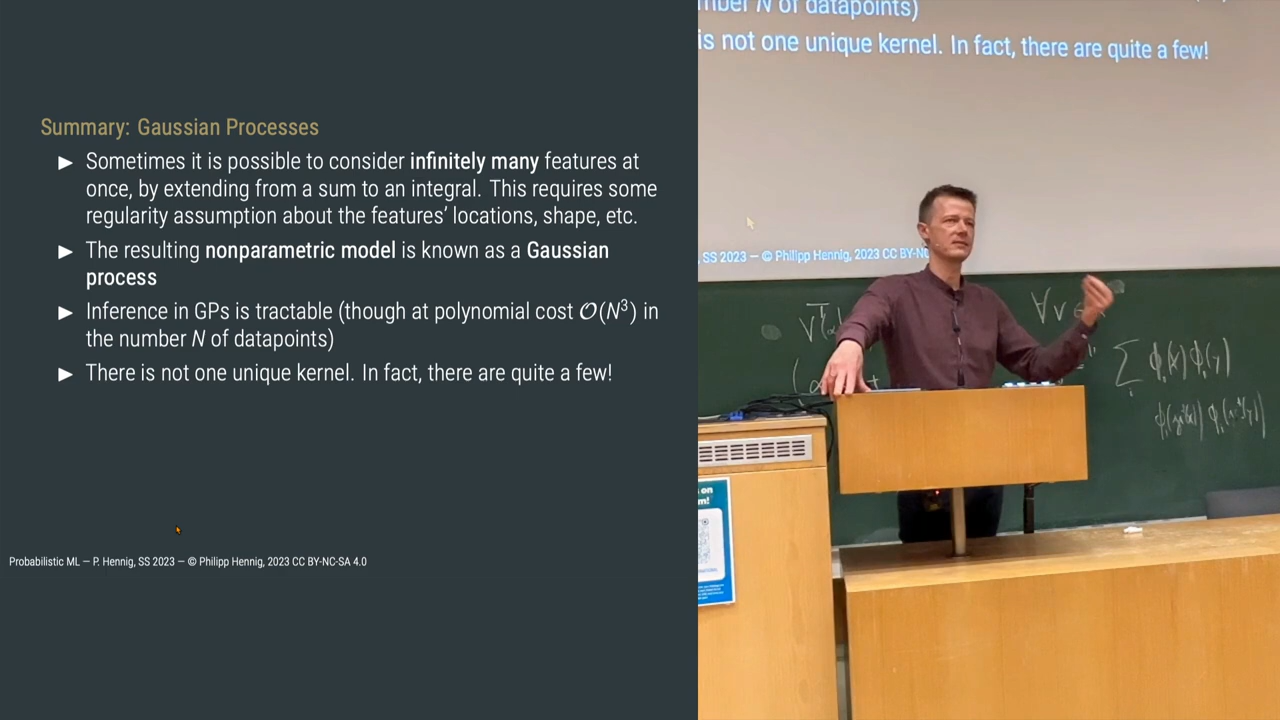 Summary: Gaussian Processes
▶ Sometimes it is possible to consider infinitely many features at
once, by extending from a sum to an integral. This requires some
regularity assumption about the features' locations, shape, etc.
▶ The resulting nonparametric model is known as a Gaussian
process
▶ Inference in GPs is tractable (though at polynomial cost 𝒪(N³) in
the number N of datapoints)
▶ There is not one unique kernel. In fact, there are quite a few!
Probabilistic ML — P. Hennig, SS 2023 — © Philipp Hennig, 2023 CC BY-NC-SA 4.0
mber N of datapoints)
is not one unique kernel. In fact, there are quite a few!
, SS 2023 — © Philipp Hennig, 2023 CC BY-NC
∀v ∈
∑ ϕᵢ(x) ϕᵢ(y)
i
s on